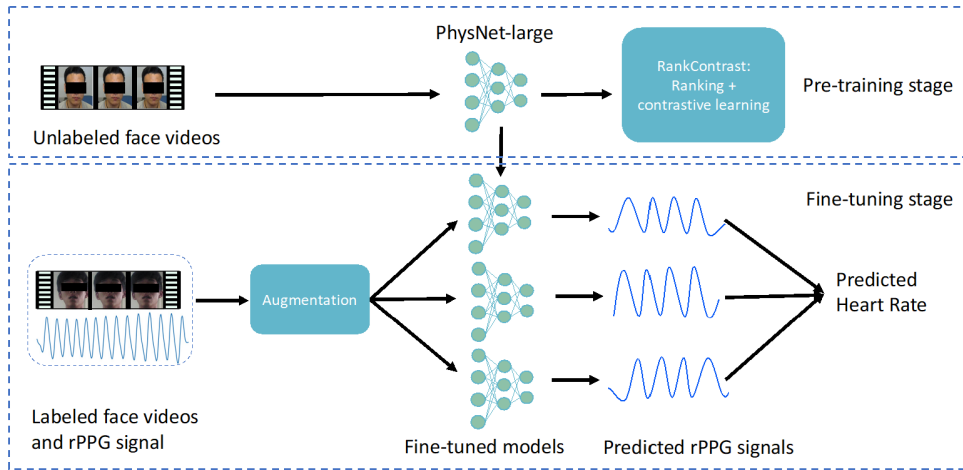 PhysNet-large
RankContrast:
Ranking +
contrastive learning
Pre-training stage
Unlabeled face videos
Fine-tuning stage
Augmentation
Predicted
Heart Rate
Labeled face videos
and rPPG signal
Fine-tuned models
Predicted rPPG signals